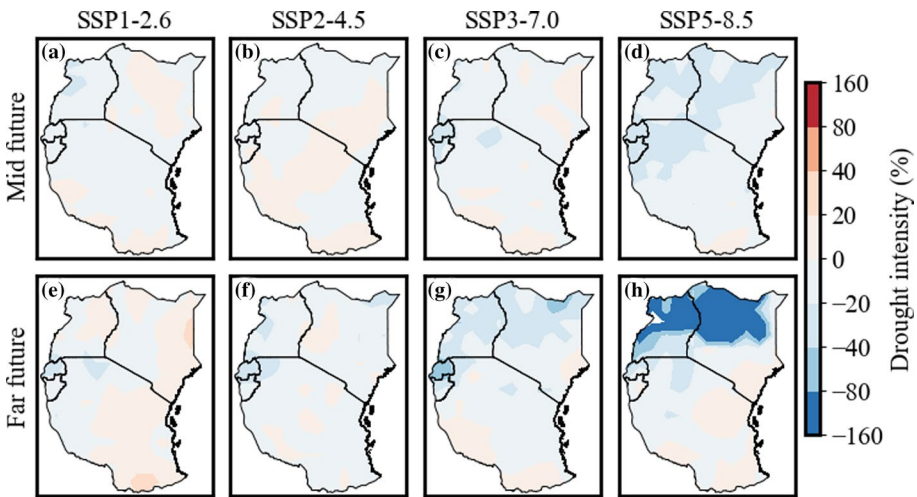 SSP1-2.6 SSP2-4.5 SSP3-7.0 SSP5-8.5
Mid future
(a) (b) (c) (d)
Far future
(e) (f) (g) (h)
160
80
40
20
0
−20
−40
−80
−160
Drought intensity (%)